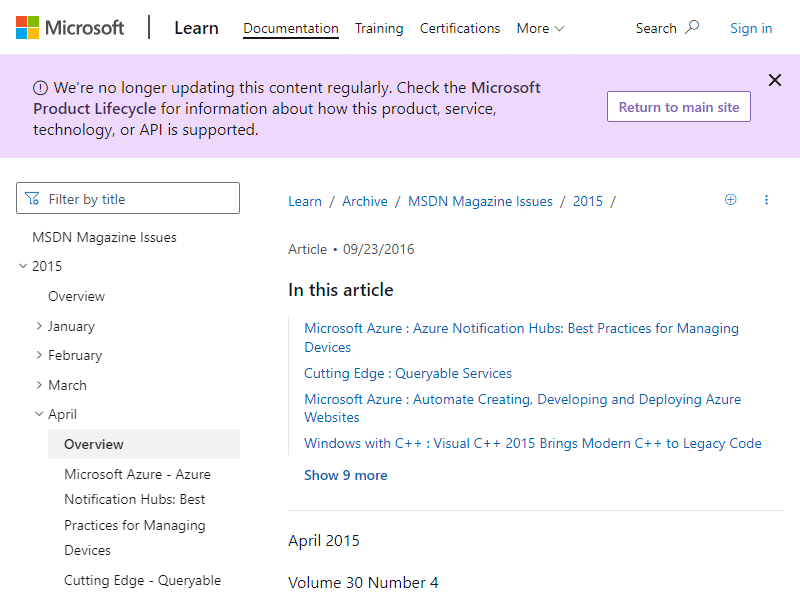 Microsoft
Learn
Documentation
Training
Certifications
More
Search
Sign in
We're no longer updating this content regularly. Check the Microsoft
Product Lifecycle for information about how this product, service,
technology, or API is supported.
Return to main site
Filter by title
MSDN Magazine Issues
2015
Overview
January
February
March
April
Overview
Microsoft Azure - Azure
Notification Hubs: Best
Practices for Managing
Devices
Cutting Edge - Queryable
Learn / Archive / MSDN Magazine Issues / 2015 /
Article • 09/23/2016
In this article
Microsoft Azure : Azure Notification Hubs: Best Practices for Managing
Devices
Cutting Edge : Queryable Services
Microsoft Azure : Automate Creating, Developing and Deploying Azure
Websites
Windows with C++ : Visual C++ 2015 Brings Modern C++ to Legacy Code
Show 9 more
April 2015
Volume 30 Number 4